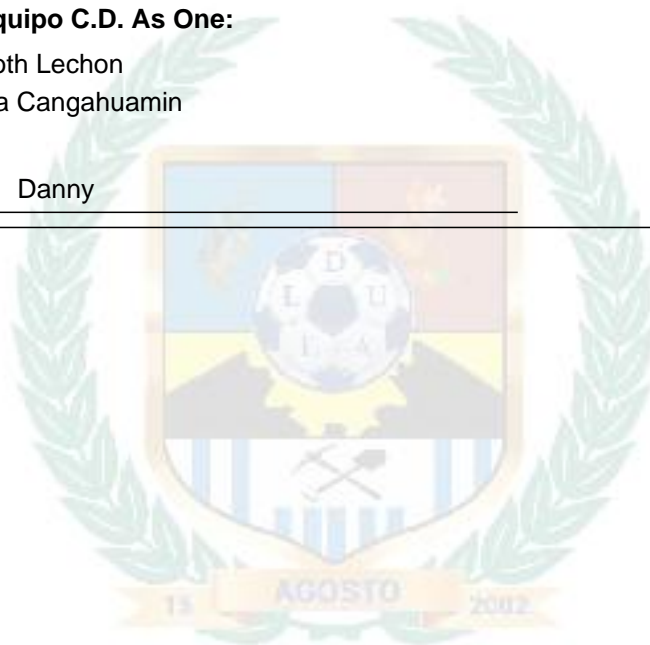 quipo C.D. As One:
oth Lechon
a Cangahuamin
Danny
D
L U
I A
15 AGOSTO 2002